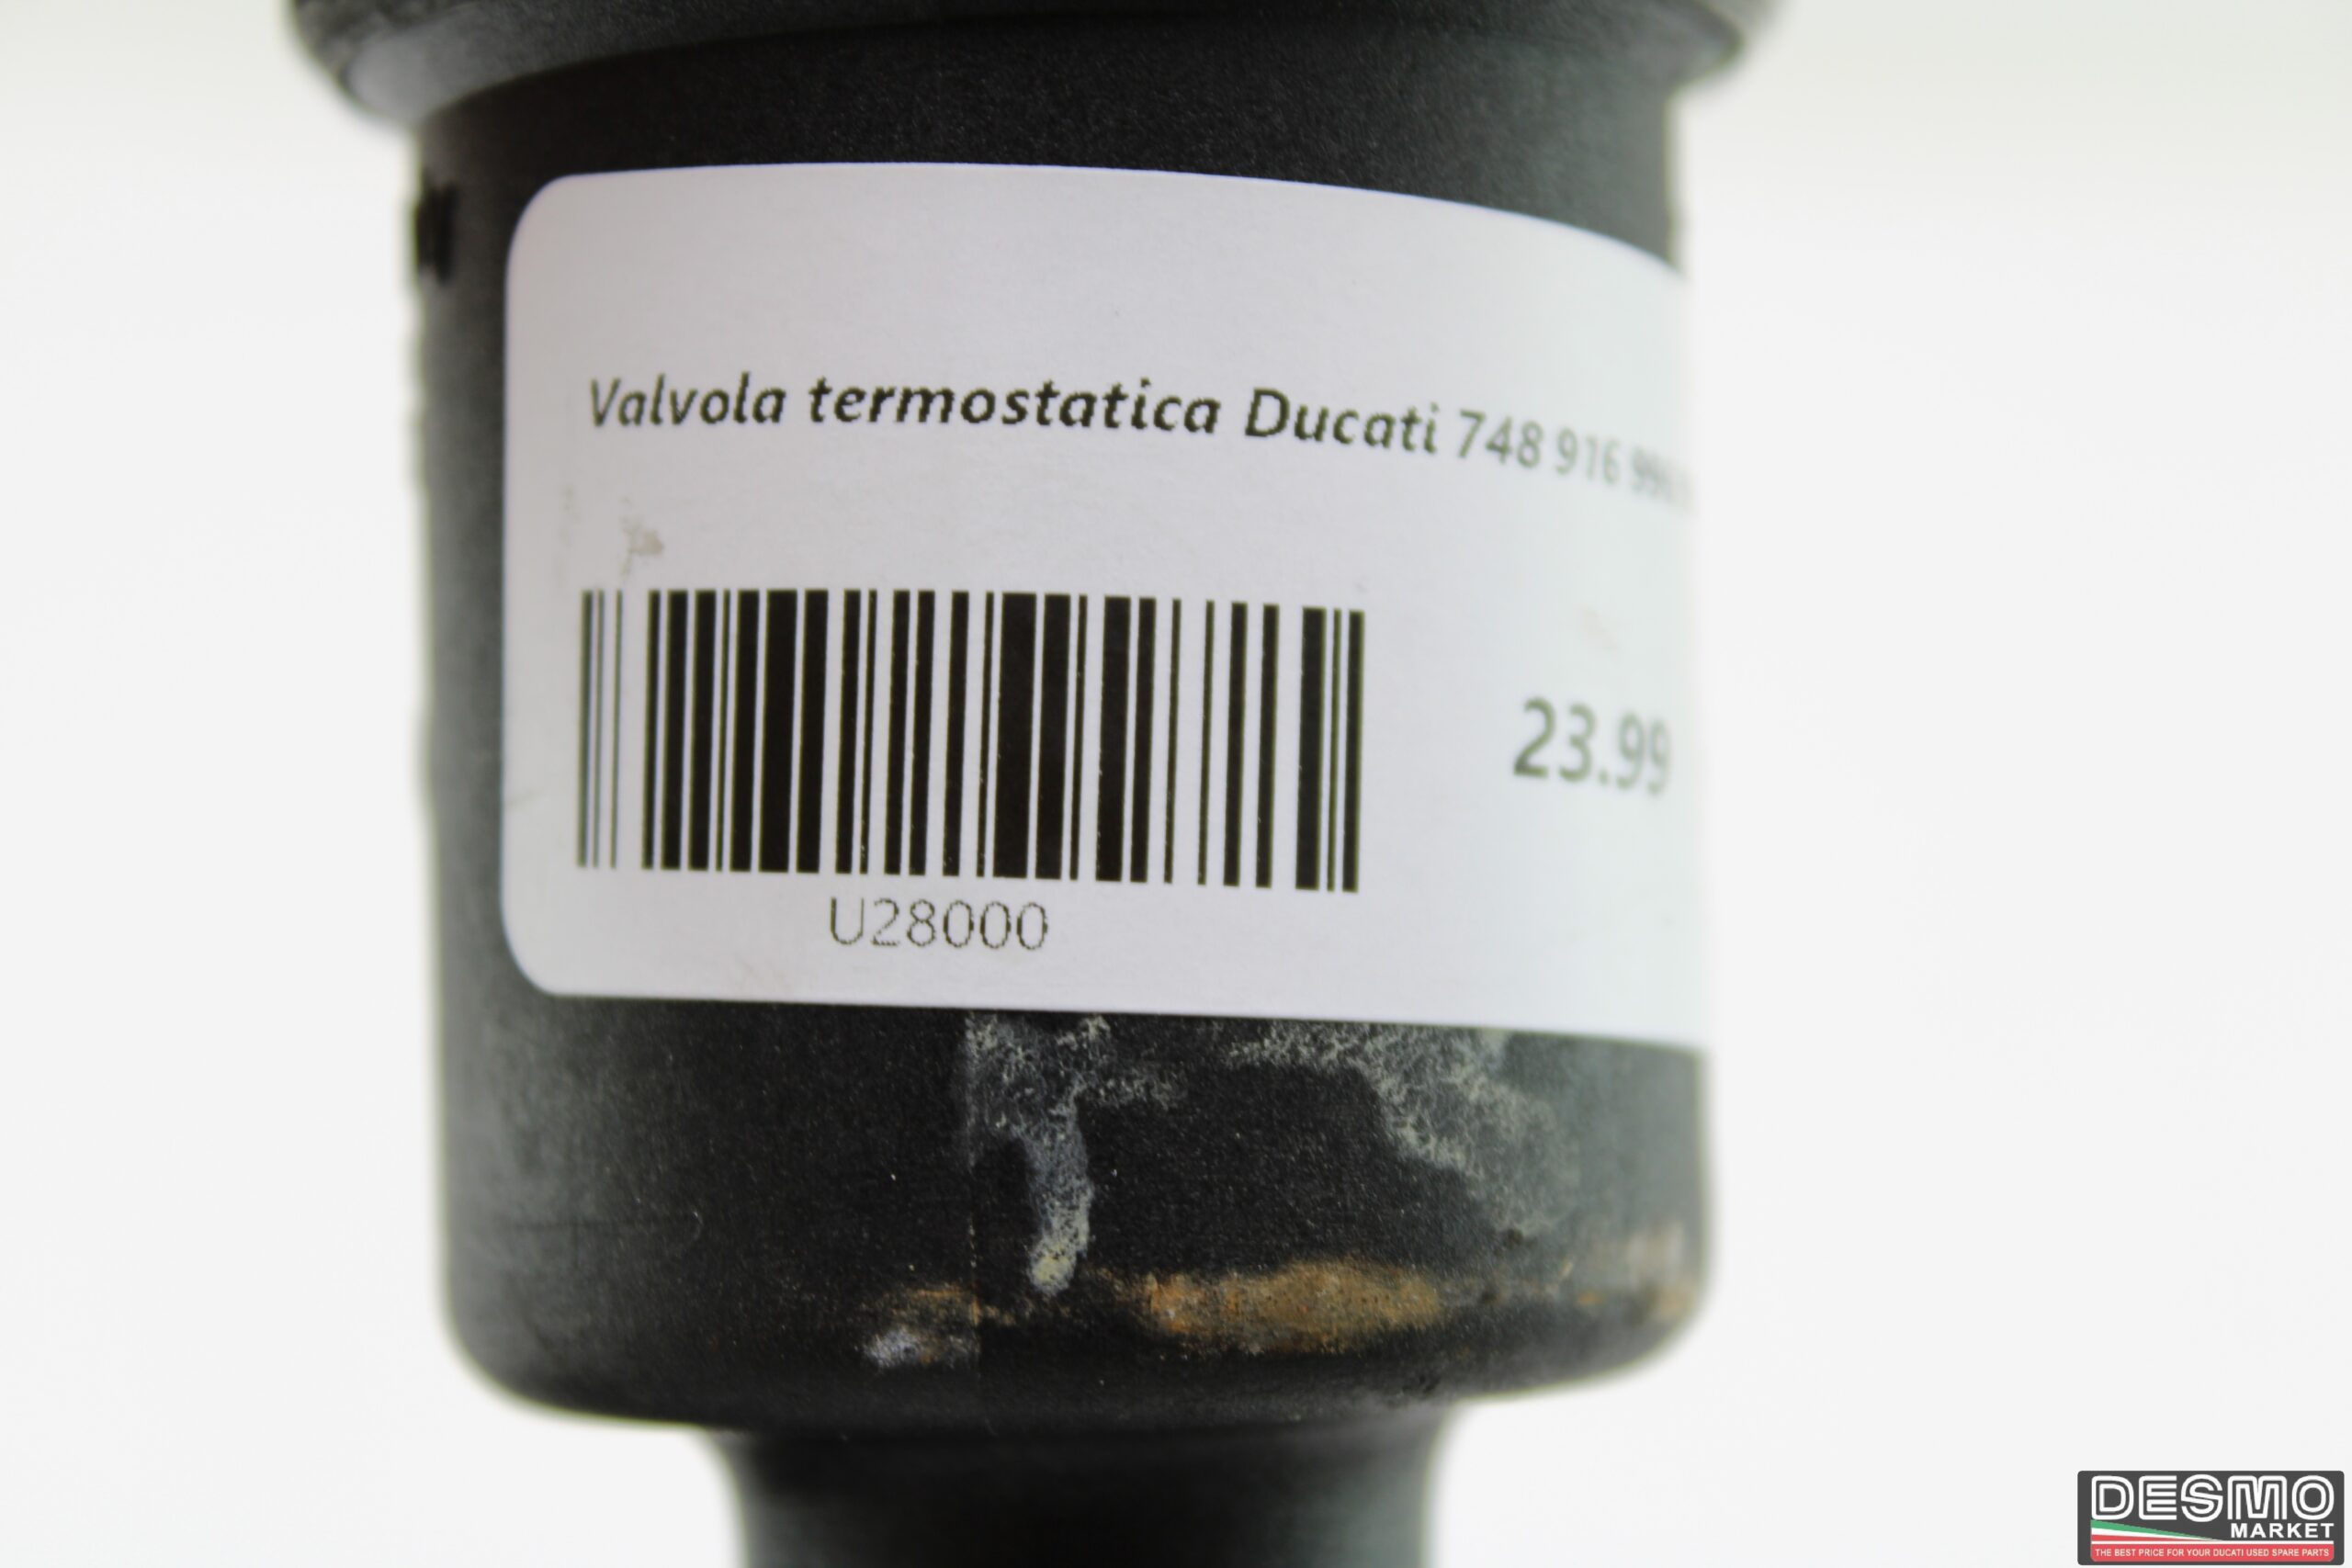 Valvola termostatica Ducati 748 916
U28000
23.99
DESMO
MARKET
THE BEST PRICE FOR YOUR DUCATI USED SPARE PARTS